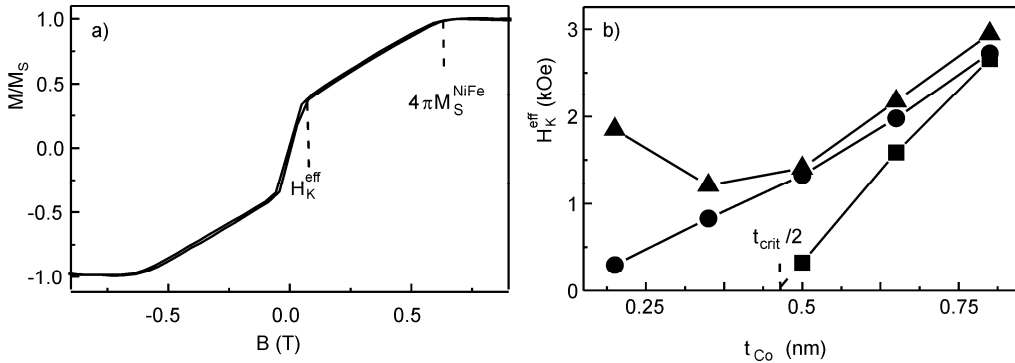 a)
M/M_S
1.0
0.5
0.0
-0.5
-1.0
4πM_S^NiFe
H_K^eff
-0.5
0.0
0.5
B (T)
b)
H_K^eff (kOe)
3
2
1
0
t_crit /2
0.25
0.5
0.75
t_Co (nm)